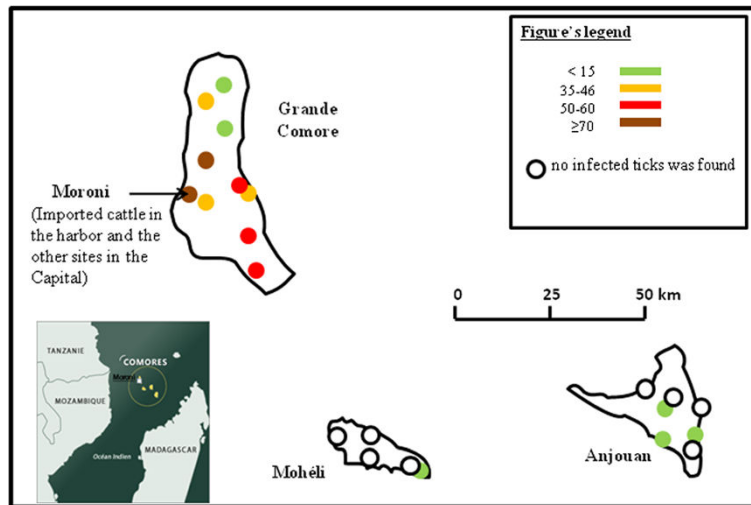 Figure's legend
< 15
35-46
50-60
≥70
no infected ticks was found
Grande
Comore
Moroni
(Imported cattle in
the harbor and the
other sites in the
Capital)
0 25 50 km
TANZANIE
COMORES
Moroni
MOZAMBIQUE
MADAGASCAR
Océan Indien
Mohéli
Anjouan